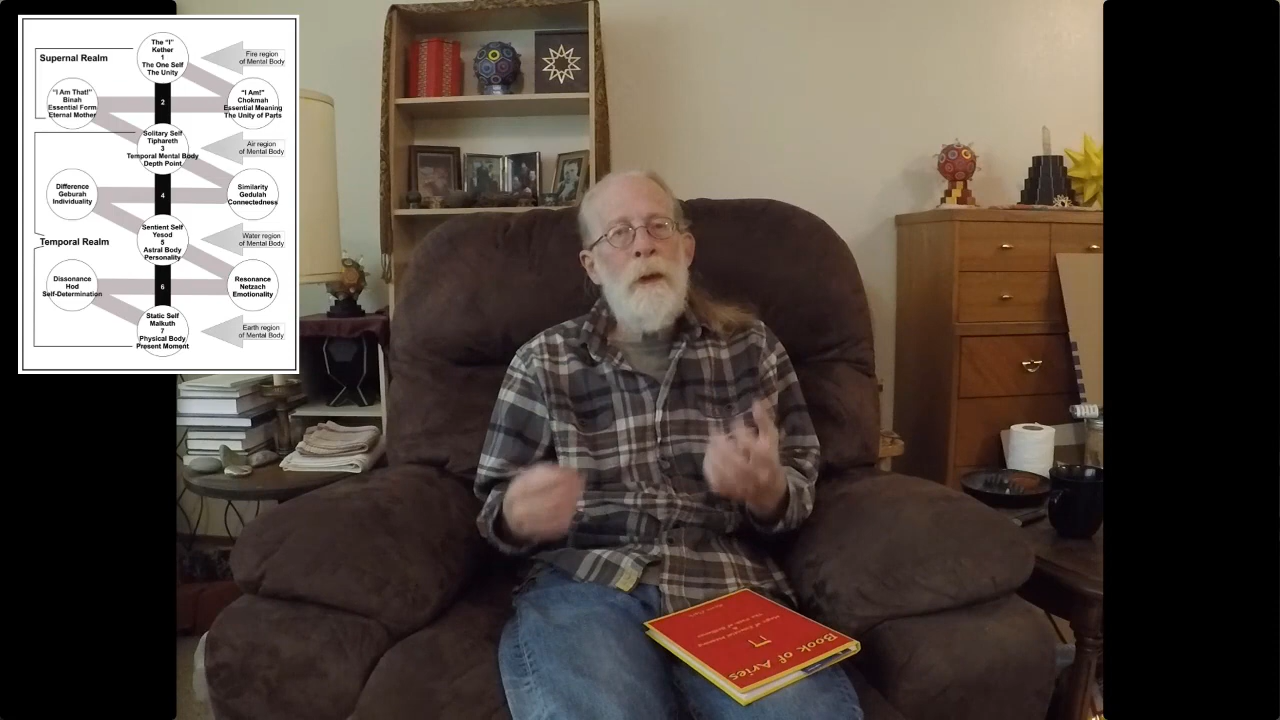 The "I"
Kether
1
The One Self
The Unity
Fire region
of Mental Body
Supernal Realm
"I Am That!"
Binah
Essential Form
Eternal Mother
2
"I Am!"
Chokmah
Essential Meaning
The Unity of Parts
Solitary Self
Tiphareth
3
Temporal Mental Body
Depth Point
Air region
of Mental Body
Difference
Geburah
Individuality
4
Similarity
Gedulah
Connectedness
Sentient Self
Yesod
5
Astral Body
Personality
Water region
of Mental Body
Temporal Realm
Dissonance
Hod
Self-Determination
6
Resonance
Netzach
Emotionality
Static Self
Malkuth
7
Physical Body
Present Moment
Earth region
of Mental Body
Book of Aries